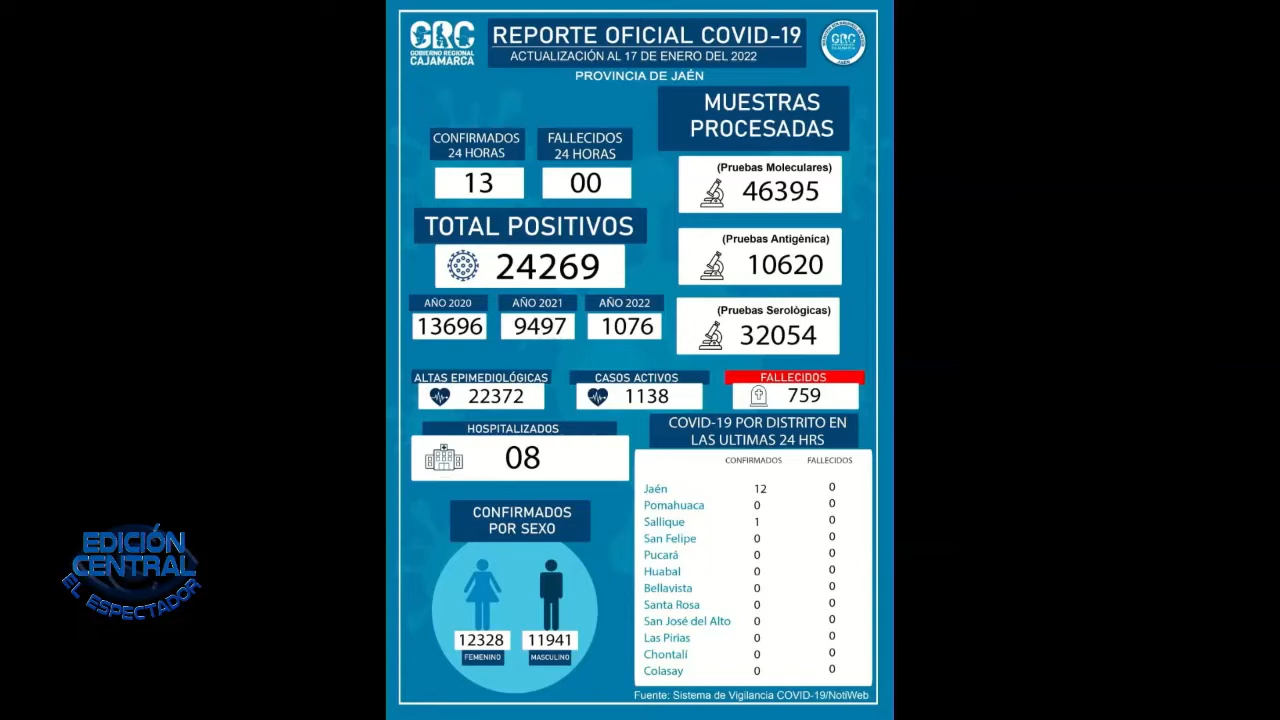 GRC
GOBIERNO REGIONAL
CAJAMARCA
REPORTE OFICIAL COVID-19
ACTUALIZACIÓN AL 17 DE ENERO DEL 2022
PROVINCIA DE JAÉN
GRC
CAJAMARCA
JAÉN
CONFIRMADOS
24 HORAS
13
FALLECIDOS
24 HORAS
00
TOTAL POSITIVOS
24269
AÑO 2020
13696
AÑO 2021
9497
AÑO 2022
1076
MUESTRAS
PROCESADAS
(Pruebas Moleculares)
46395
(Pruebas Antigènica)
10620
(Pruebas Serològicas)
32054
ALTAS EPIMEDIOLÓGICAS
22372
CASOS ACTIVOS
1138
FALLECIDOS
759
HOSPITALIZADOS
08
CONFIRMADOS
POR SEXO
12328
FEMENINO
11941
MASCULINO
COVID-19 POR DISTRITO EN
LAS ULTIMAS 24 HRS
CONFIRMADOS FALLECIDOS
Jaén 12 0
Pomahuaca 0 0
Sallique 1 0
San Felipe 0 0
Pucará 0 0
Huabal 0 0
Bellavista 0 0
Santa Rosa 0 0
San José del Alto 0 0
Las Pirias 0 0
Chontalí 0 0
Colasay 0 0
Fuente: Sistema de Vigilancia COVID-19/NotiWeb
EDICIÓN
CENTRAL
EL ESPECTADOR